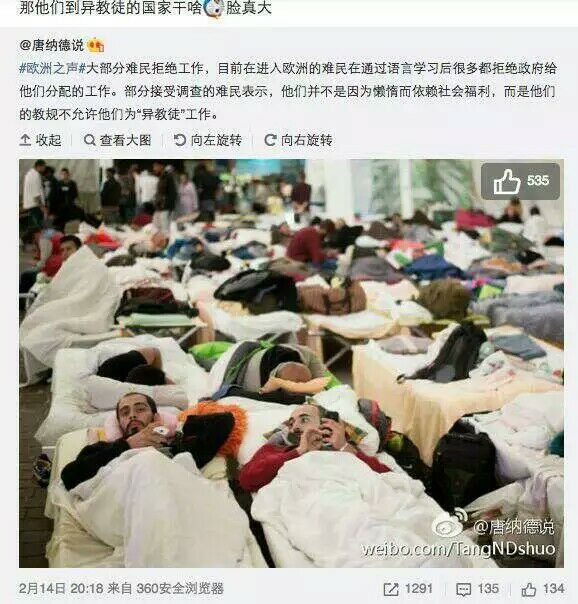 那他们到异教徒的国家干啥脸真大
@唐纳德说
#欧洲之声#大部分难民拒绝工作，目前在进入欧洲的难民在通过语言学习后很多都拒绝政府给
他们分配的工作。部分接受调查的难民表示，他们并不是因为懒惰而依赖社会福利，而是他们
的教规不允许他们为“异教徒”工作。
收起 查看大图 向左旋转 向右旋转
535
@唐纳德说
weibo.com/TangNDshuo
2月14日 20:18 来自 360安全浏览器 1291 135 134